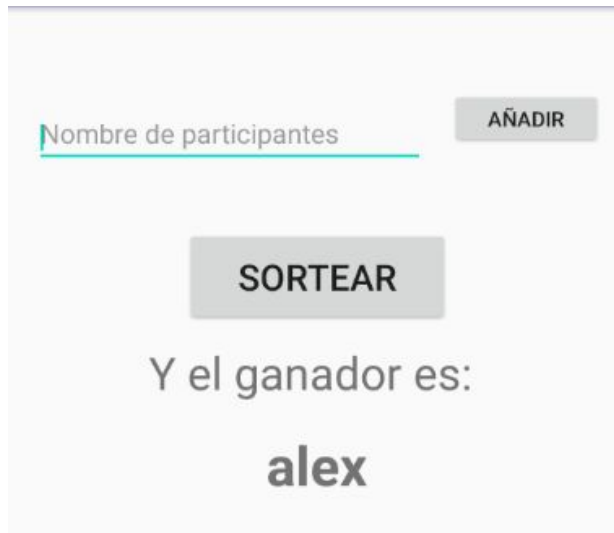 Nombre de participantes
AÑADIR
SORTEAR
Y el ganador es:
alex